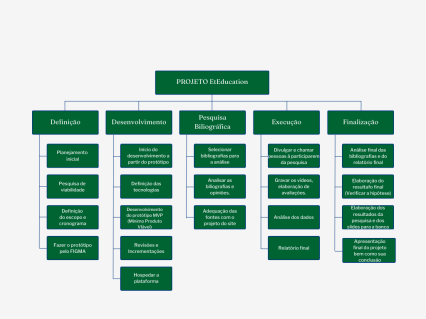 PROJETO EtEducation
Definição
Desenvolvimento
Pesquisa
Biliográfica
Execução
Finalização
Planejamento
inicial
Pesquisa de
viabilidade
Definição
do escopo e
cronograma
Fazer o protótipo
pelo FIGMA
Início do
desenvolvimento a
partir do protótipo
Definição das
tecnologias
Desenvolvimento
do protótipo MVP
(Mínimo Produto
Viável)
Revisões e
incrementações
Hospedar a
plataforma
Selecionar
bibliografias para
a análise
Analisar as
biliografias e
opiniões.
Adequação das
fontes com o
projeto do site
Divulgar e chamar
pessoas à participarem
da pesquisa
Gravar os vídeos,
elaboração de
avaliações.
Análise dos dados
Relatório final
Análise final das
bibliografias e do
relatório final
Elaboração do
resultafo final
(Verificar a hipótese)
Elaboração dos
resultados da
pesquisa e dos
slides para a banca
Apresentação
final do projeto
bem como sua
conclusão